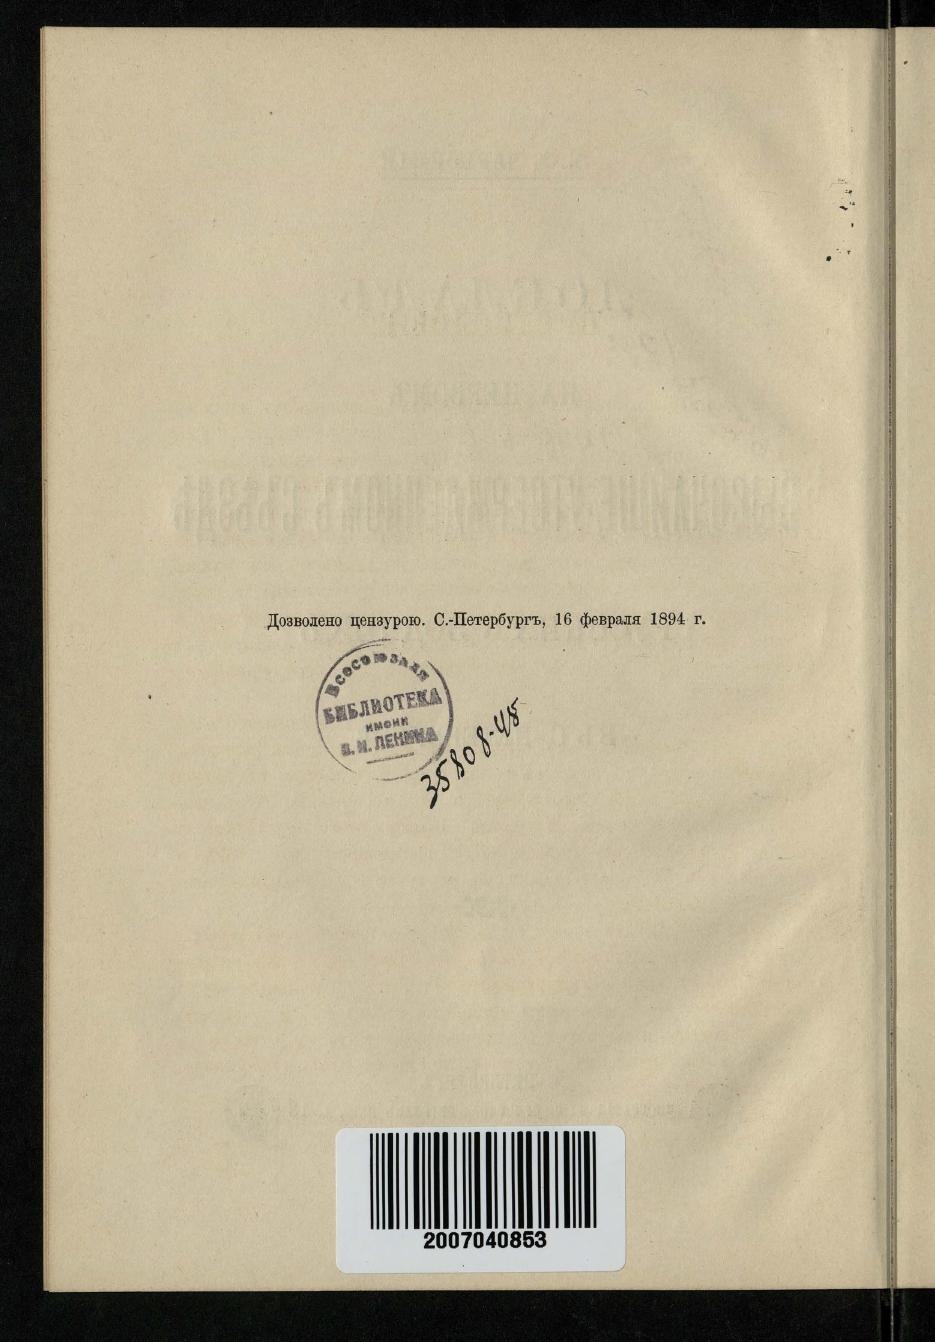 Дозволено цензурою. С.-Петербургъ, 16 февраля 1894 г.
Всесоюзная
БИБЛИОТЕКА
имени
В. И. ЛЕНИНА
35808-48
2007040853